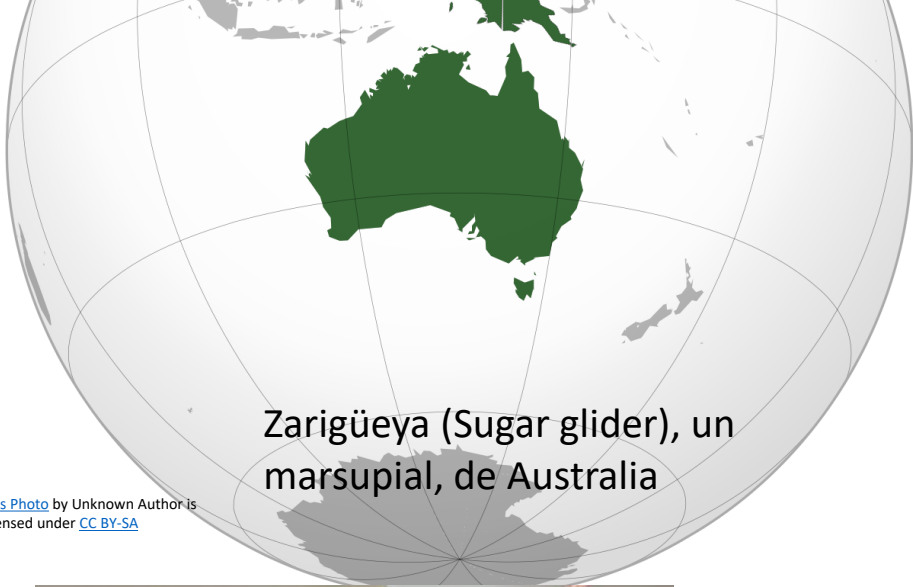 Zarigüeya (Sugar glider), un
marsupial, de Australia
s Photo by Unknown Author is
ensed under CC BY-SA